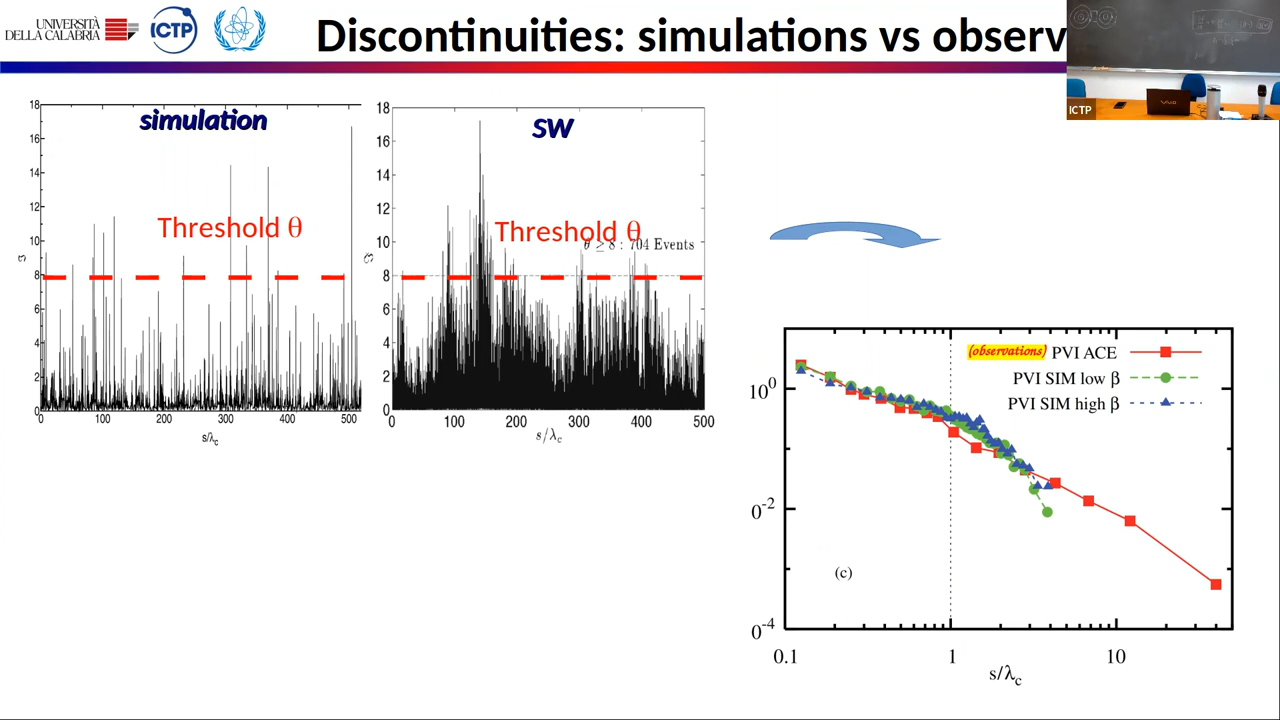 UNIVERSITÀ
DELLA CALABRIA
ICTP
Discontinuities: simulations vs observ
ICTP
simulation
18
16
14
12
10
8
6
4
2
0
ℑ
Threshold θ
0 100 200 300 400 500
s/λc
SW
18
16
14
12
10
8
6
4
2
0
ℑ
Threshold θ
θ ≥ 8 : 704 Events
0 100 200 300 400 500
s/λc
(observations) PVI ACE
PVI SIM low β
PVI SIM high β
10^0
10^-2
10^-4
(c)
0.1 1 10
s/λc